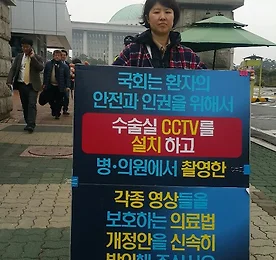 국회는 환자의
안전과 인권을 위해서
수술실 CCTV를
설치 하고
병·의원에서 촬영한
각종 영상들을
보호하는 의료법
개정안을 신속히